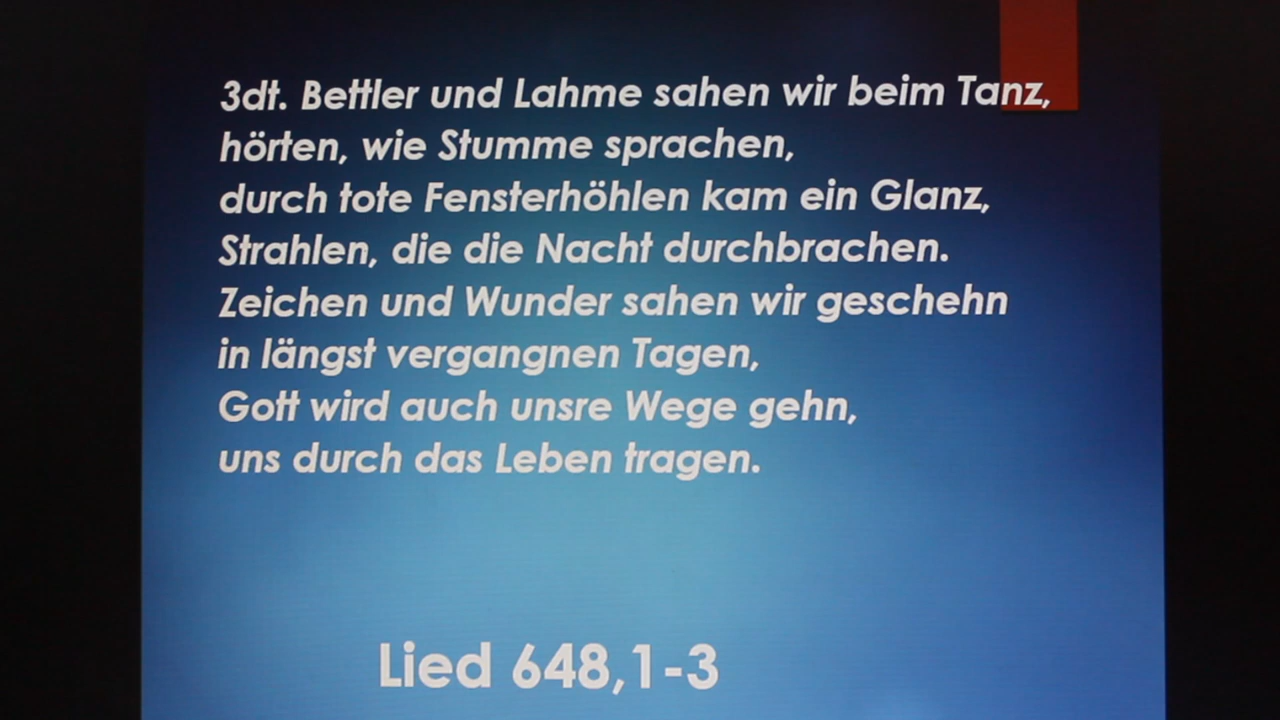 3dt. Bettler und Lahme sahen wir beim Tanz,
hörten, wie Stumme sprachen,
durch tote Fensterhöhlen kam ein Glanz,
Strahlen, die die Nacht durchbrachen.
Zeichen und Wunder sahen wir geschehn
in längst vergangnen Tagen,
Gott wird auch unsre Wege gehn,
uns durch das Leben tragen.
Lied 648,1-3